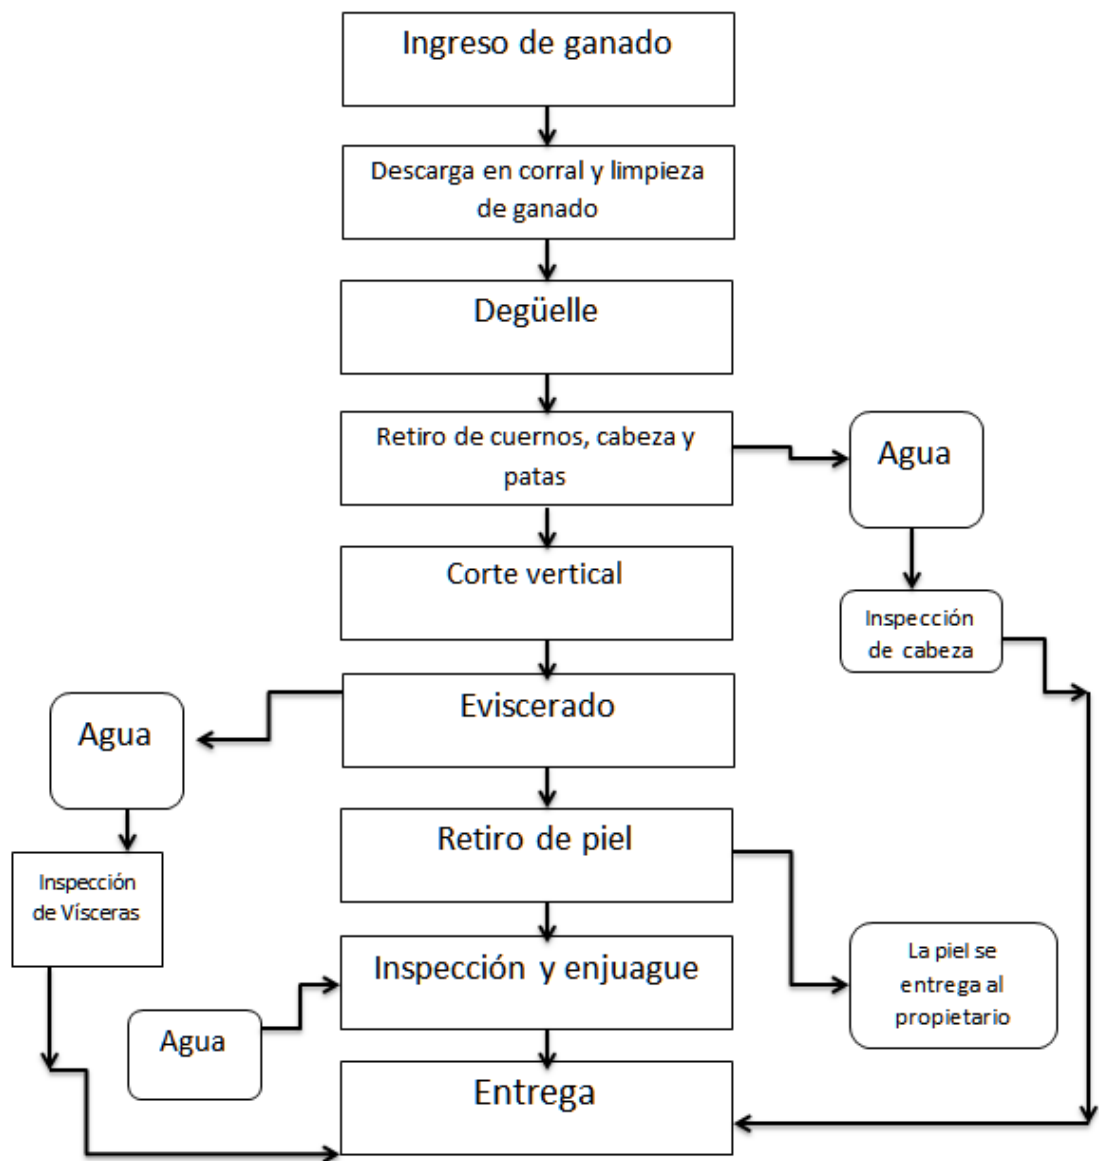 Ingreso de ganado
Descarga en corral y limpieza
de ganado
Degüelle
Retiro de cuernos, cabeza y
patas
Agua
Corte vertical
Inspección
de cabeza
Eviscerado
Agua
Retiro de piel
Inspección
de Vísceras
Inspección y enjuague
La piel se
entrega al
propietario
Agua
Entrega